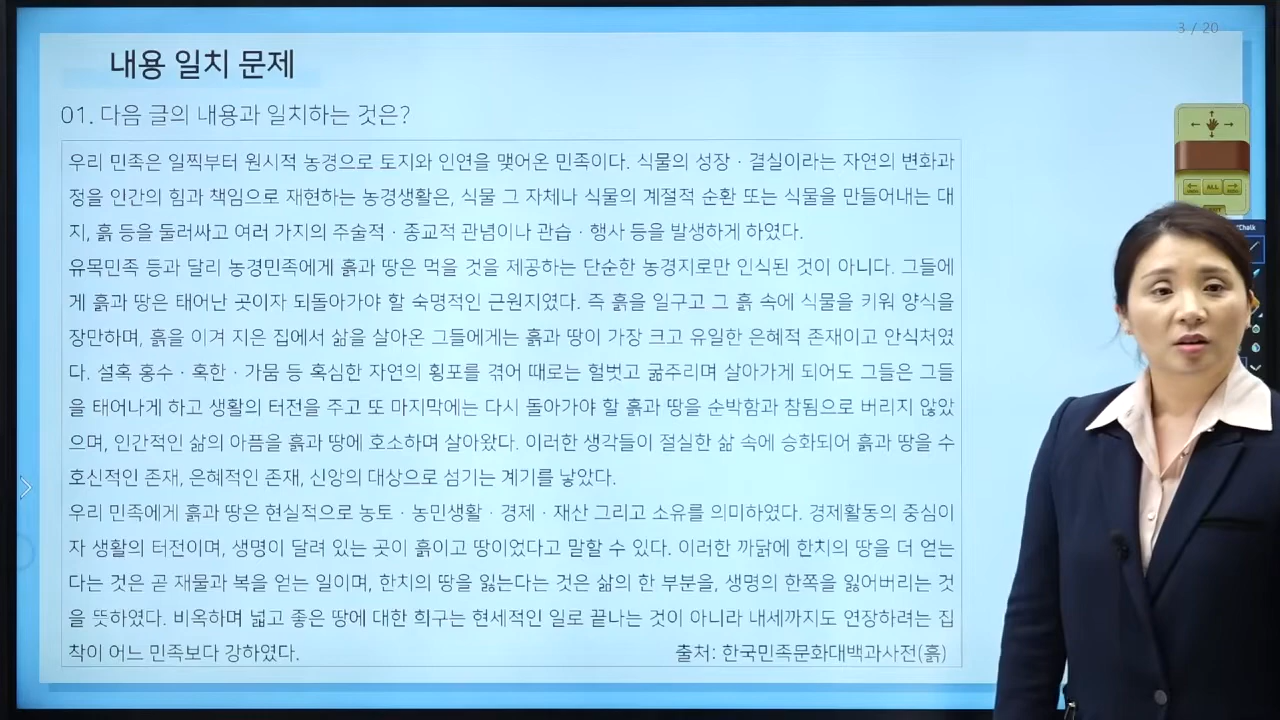 3 / 20
내용 일치 문제
01. 다음 글의 내용과 일치하는 것은?
우리 민족은 일찍부터 원시적 농경으로 토지와 인연을 맺어온 민족이다. 식물의 성장 · 결실이라는 자연의 변화과
정을 인간의 힘과 책임으로 재현하는 농경생활은, 식물 그 자체나 식물의 계절적 순환 또는 식물을 만들어내는 대
지, 흙 등을 둘러싸고 여러 가지의 주술적 · 종교적 관념이나 관습 · 행사 등을 발생하게 하였다.
유목민족 등과 달리 농경민족에게 흙과 땅은 먹을 것을 제공하는 단순한 농경지로만 인식된 것이 아니다. 그들에
게 흙과 땅은 태어난 곳이자 되돌아가야 할 숙명적인 근원지였다. 즉 흙을 일구고 그 흙 속에 식물을 키워 양식을
장만하며, 흙을 이겨 지은 집에서 삶을 살아온 그들에게는 흙과 땅이 가장 크고 유일한 은혜적 존재이고 안식처였
다. 설혹 홍수 · 혹한 · 가뭄 등 혹심한 자연의 횡포를 겪어 때로는 헐벗고 굶주리며 살아가게 되어도 그들은 그들
을 태어나게 하고 생활의 터전을 주고 또 마지막에는 다시 돌아가야 할 흙과 땅을 순박함과 참됨으로 버리지 않았
으며, 인간적인 삶의 아픔을 흙과 땅에 호소하며 살아왔다. 이러한 생각들이 절실한 삶 속에 승화되어 흙과 땅을 수
호신적인 존재, 은혜적인 존재, 신앙의 대상으로 섬기는 계기를 낳았다.
우리 민족에게 흙과 땅은 현실적으로 농토 · 농민생활 · 경제 · 재산 그리고 소유를 의미하였다. 경제활동의 중심이
자 생활의 터전이며, 생명이 달려 있는 곳이 흙이고 땅이었다고 말할 수 있다. 이러한 까닭에 한치의 땅을 더 얻는
다는 것은 곧 재물과 복을 얻는 일이며, 한치의 땅을 잃는다는 것은 삶의 한 부분을, 생명의 한쪽을 잃어버리는 것
을 뜻하였다. 비옥하며 넓고 좋은 땅에 대한 희구는 현세적인 일로 끝나는 것이 아니라 내세까지도 연장하려는 집
착이 어느 민족보다 강하였다.
출처: 한국민족문화대백과사전(흙)
ALL